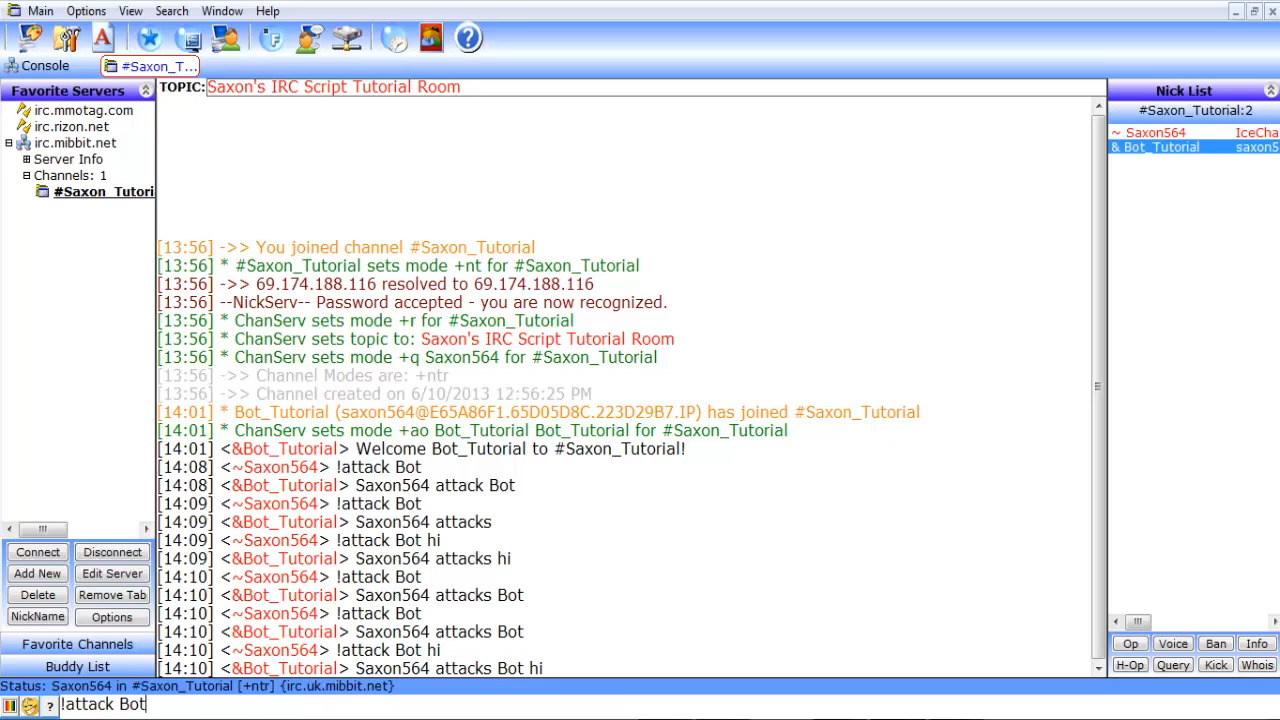 Main Options View Search Window Help
Console #Saxon_T...
Favorite Servers
irc.mmotag.com
irc.rizon.net
irc.mibbit.net
Server Info
Channels: 1
#Saxon_Tutori
Connect Disconnect
Add New Edit Server
Delete Remove Tab
NickName Options
Favorite Channels
Buddy List
TOPIC: Saxon's IRC Script Tutorial Room
[13:56] ->> You joined channel #Saxon_Tutorial
[13:56] * #Saxon_Tutorial sets mode +nt for #Saxon_Tutorial
[13:56] ->> 69.174.188.116 resolved to 69.174.188.116
[13:56] --NickServ-- Password accepted - you are now recognized.
[13:56] * ChanServ sets mode +r for #Saxon_Tutorial
[13:56] * ChanServ sets topic to: Saxon's IRC Script Tutorial Room
[13:56] * ChanServ sets mode +q Saxon564 for #Saxon_Tutorial
[13:56] ->> Channel Modes are: +ntr
[13:56] ->> Channel created on 6/10/2013 12:56:25 PM
[14:01] * Bot_Tutorial (saxon564@E65A86F1.65D05D8C.223D29B7.IP) has joined #Saxon_Tutorial
[14:01] * ChanServ sets mode +ao Bot_Tutorial Bot_Tutorial for #Saxon_Tutorial
[14:01] <&Bot_Tutorial> Welcome Bot_Tutorial to #Saxon_Tutorial!
[14:08] <~Saxon564> !attack Bot
[14:08] <&Bot_Tutorial> Saxon564 attack Bot
[14:09] <~Saxon564> !attack Bot
[14:09] <&Bot_Tutorial> Saxon564 attacks
[14:09] <~Saxon564> !attack Bot hi
[14:09] <&Bot_Tutorial> Saxon564 attacks hi
[14:10] <~Saxon564> !attack Bot
[14:10] <&Bot_Tutorial> Saxon564 attacks Bot
[14:10] <~Saxon564> !attack Bot
[14:10] <&Bot_Tutorial> Saxon564 attacks Bot
[14:10] <~Saxon564> !attack Bot hi
[14:10] <&Bot_Tutorial> Saxon564 attacks Bot hi
Nick List
#Saxon_Tutorial:2
~ Saxon564 IceCha
& Bot_Tutorial saxon5
Op Voice Ban Info
H-Op Query Kick Whois
Status: Saxon564 in #Saxon_Tutorial [+ntr] {irc.uk.mibbit.net}
!attack Bot